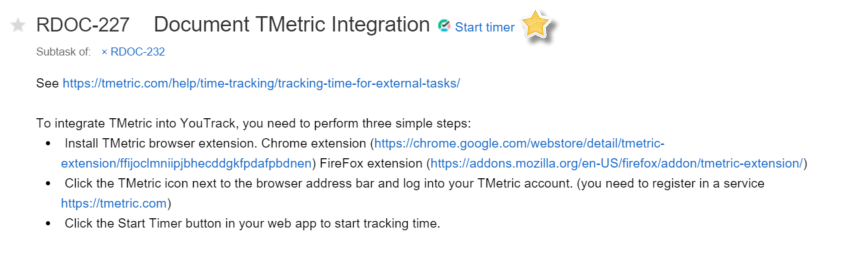 RDOC-227 Document TMetric Integration Start timer
Subtask of: × RDOC-232
See https://tmetric.com/help/time-tracking/tracking-time-for-external-tasks/
To integrate TMetric into YouTrack, you need to perform three simple steps:
• Install TMetric browser extension. Chrome extension (https://chrome.google.com/webstore/detail/tmetric-
extension/ffijoclmniipjbhecddgkfpdafpbdnen) FireFox extension (https://addons.mozilla.org/en-US/firefox/addon/tmetric-extension/)
• Click the TMetric icon next to the browser address bar and log into your TMetric account. (you need to register in a service
https://tmetric.com)
• Click the Start Timer button in your web app to start tracking time.